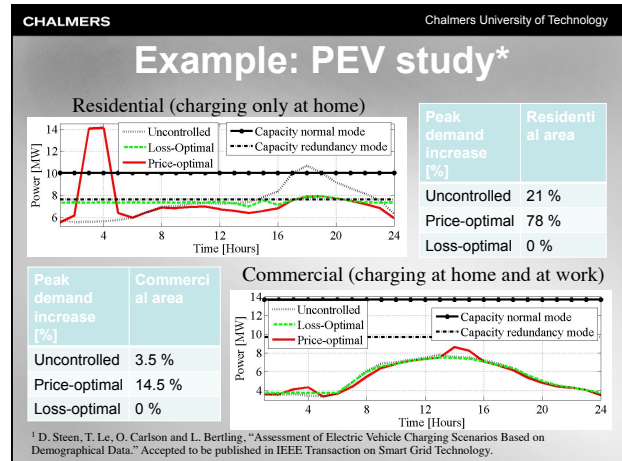 CHALMERS
Chalmers University of Technology
Example: PEV study*
Residential (charging only at home)
Power [MW]
14
12
10
8
6
Uncontrolled
Loss-Optimal
Price-optimal
Capacity normal mode
Capacity redundancy mode
4
8
12
16
20
24
Time [Hours]
Peak
demand
increase
[%]
Residenti
al area
Uncontrolled 21 %
Price-optimal 78 %
Loss-optimal 0 %
Peak
demand
increase
[%]
Commerci
al area
Uncontrolled 3.5 %
Price-optimal 14.5 %
Loss-optimal 0 %
Commercial (charging at home and at work)
Power [MW]
14
12
10
8
6
4
Uncontrolled
Loss-Optimal
Price-optimal
Capacity normal mode
Capacity redundancy mode
4
8
12
16
20
24
Time [Hours]
1 D. Steen, T. Le, O. Carlson and L. Bertling, “Assessment of Electric Vehicle Charging Scenarios Based on
Demographical Data.” Accepted to be published in IEEE Transaction on Smart Grid Technology.